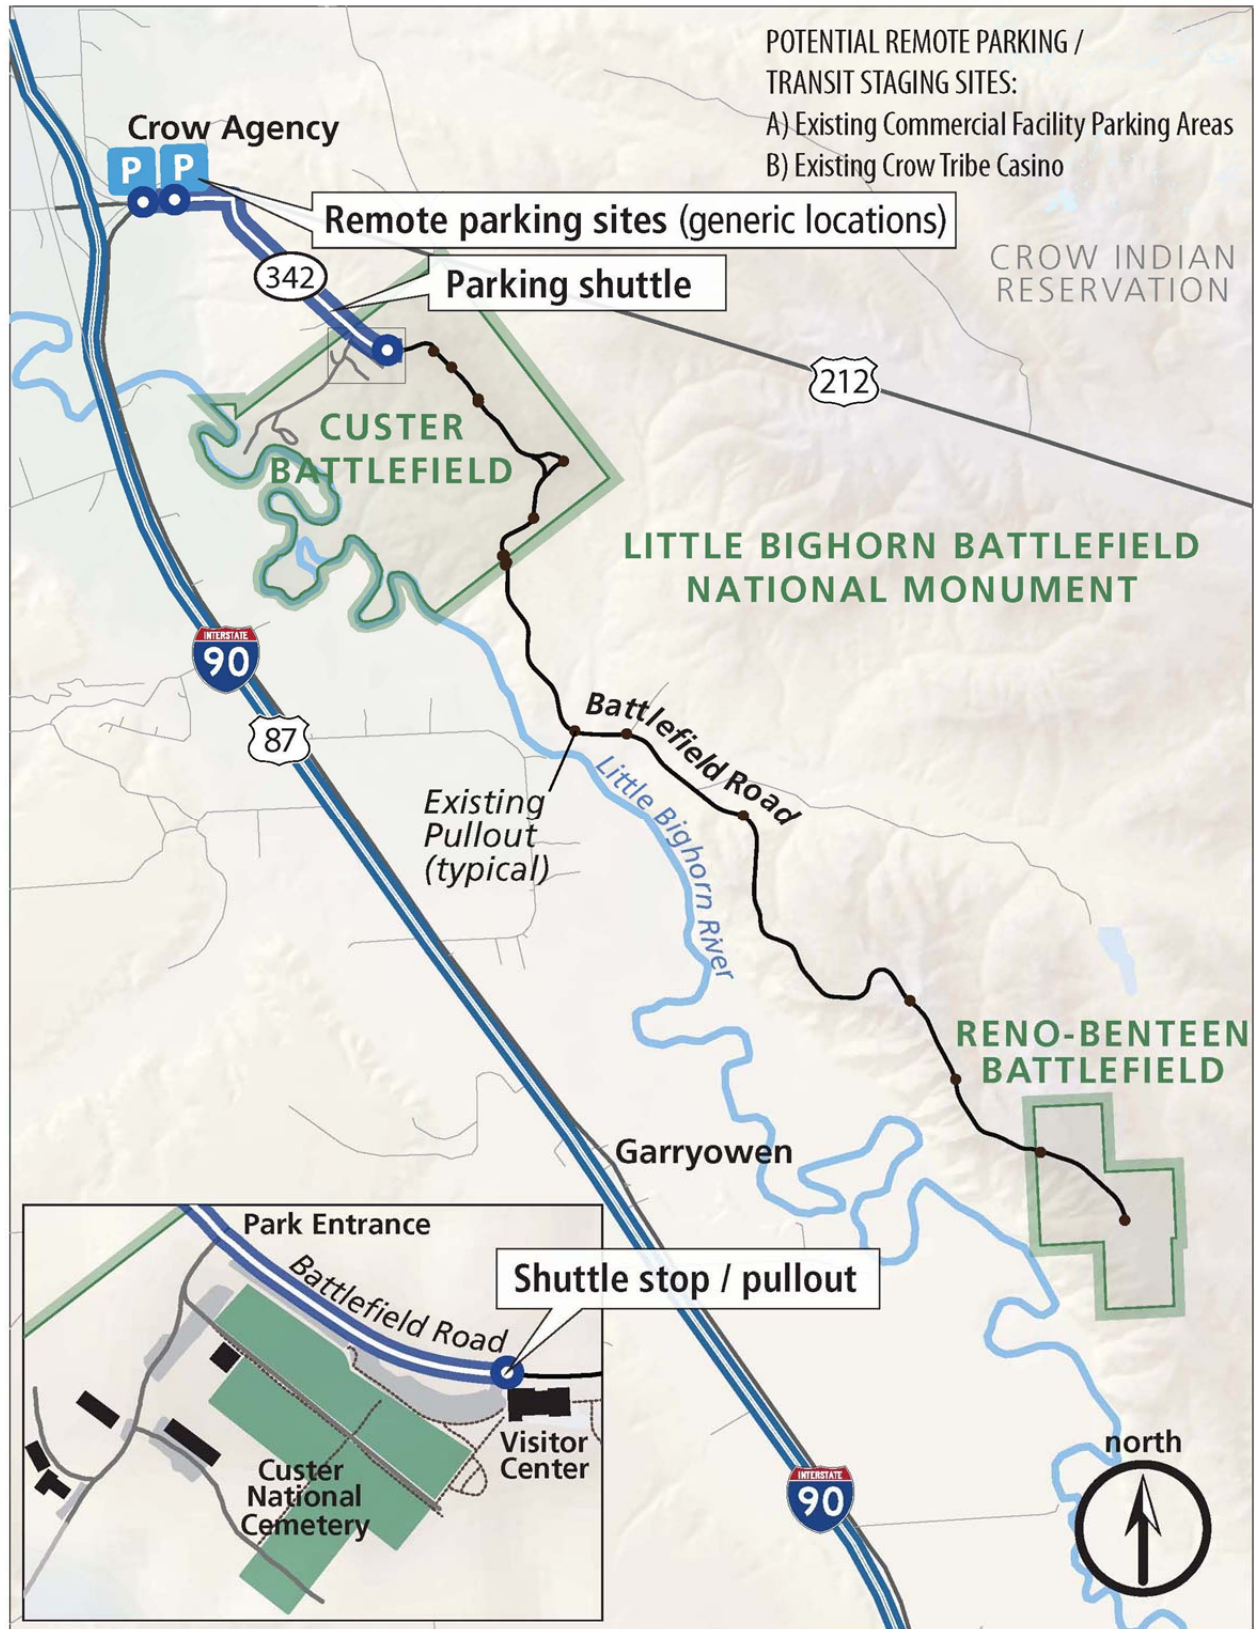 POTENTIAL REMOTE PARKING /
TRANSIT STAGING SITES:
A) Existing Commercial Facility Parking Areas
B) Existing Crow Tribe Casino
Crow Agency
P
P
Remote parking sites (generic locations)
CROW INDIAN
RESERVATION
342
Parking shuttle
212
CUSTER
BATTLEFIELD
LITTLE BIGHORN BATTLEFIELD
NATIONAL MONUMENT
INTERSTATE
90
87
Battlefield Road
Little Bighorn River
Existing
Pullout
(typical)
RENO-BENTEEN
BATTLEFIELD
Garryowen
Park Entrance
Battlefield Road
Shuttle stop / pullout
Visitor
Center
Custer
National
Cemetery
INTERSTATE
90
north